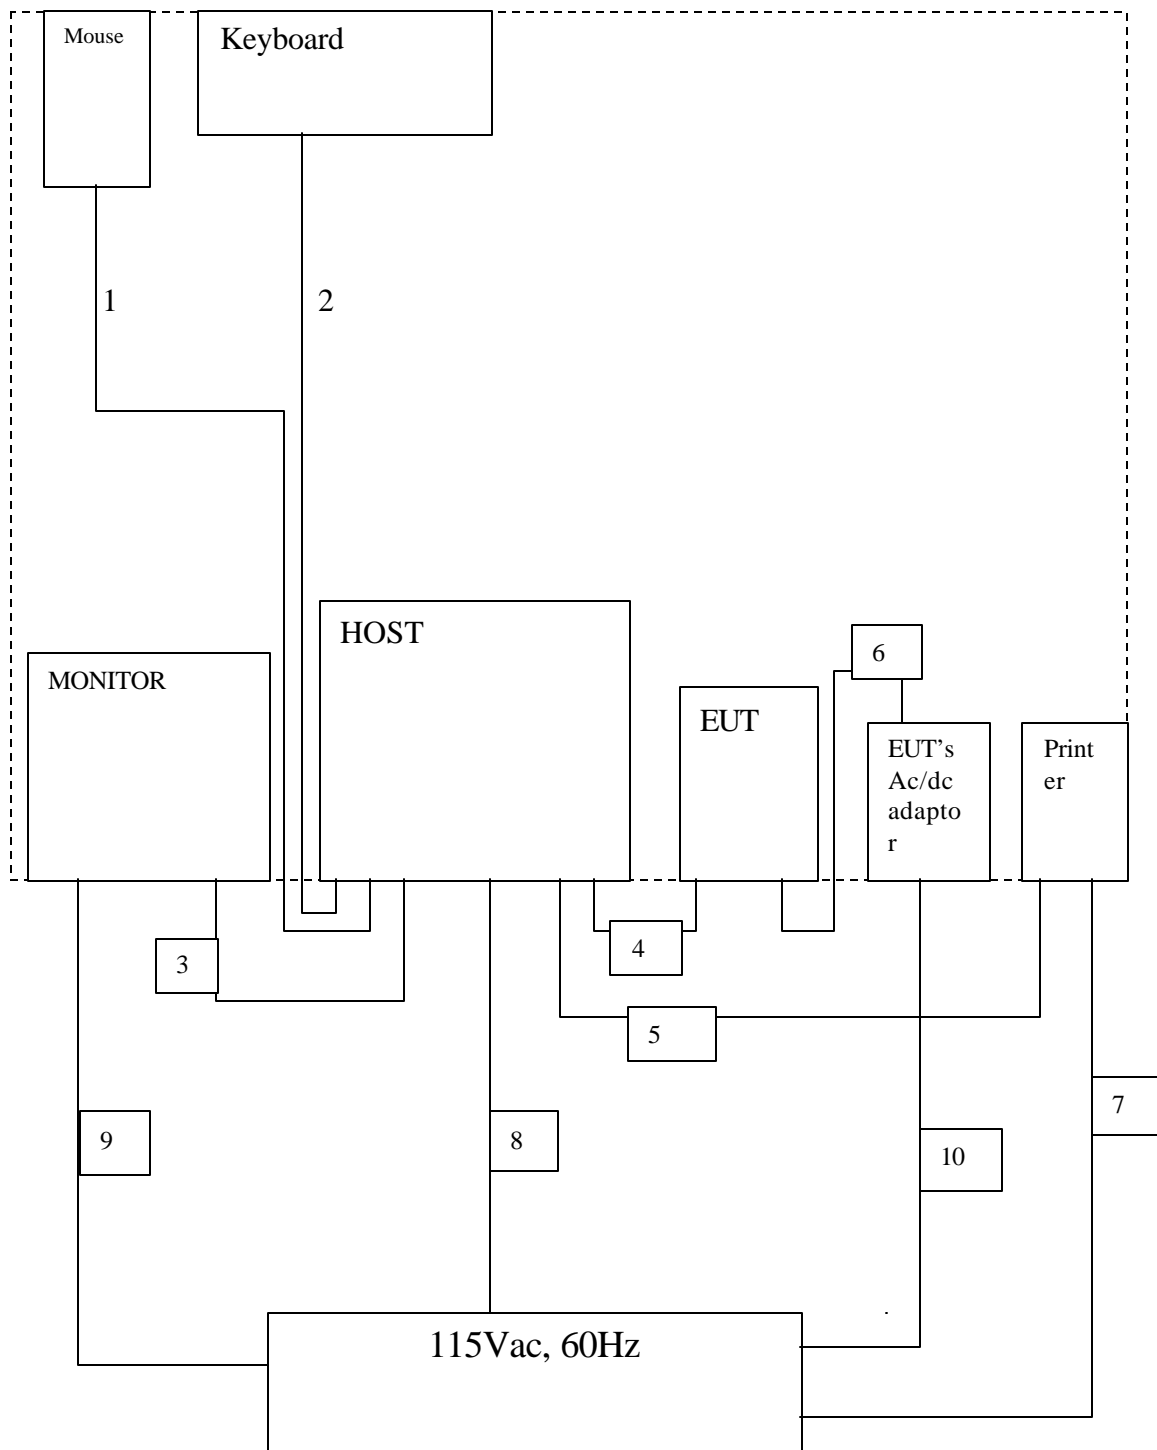 Mouse
Keyboard
1
2
HOST
6
MONITOR
EUT
EUT’s
Ac/dc
adapto
r
Print
er
3
4
5
7
9
8
10
115Vac, 60Hz